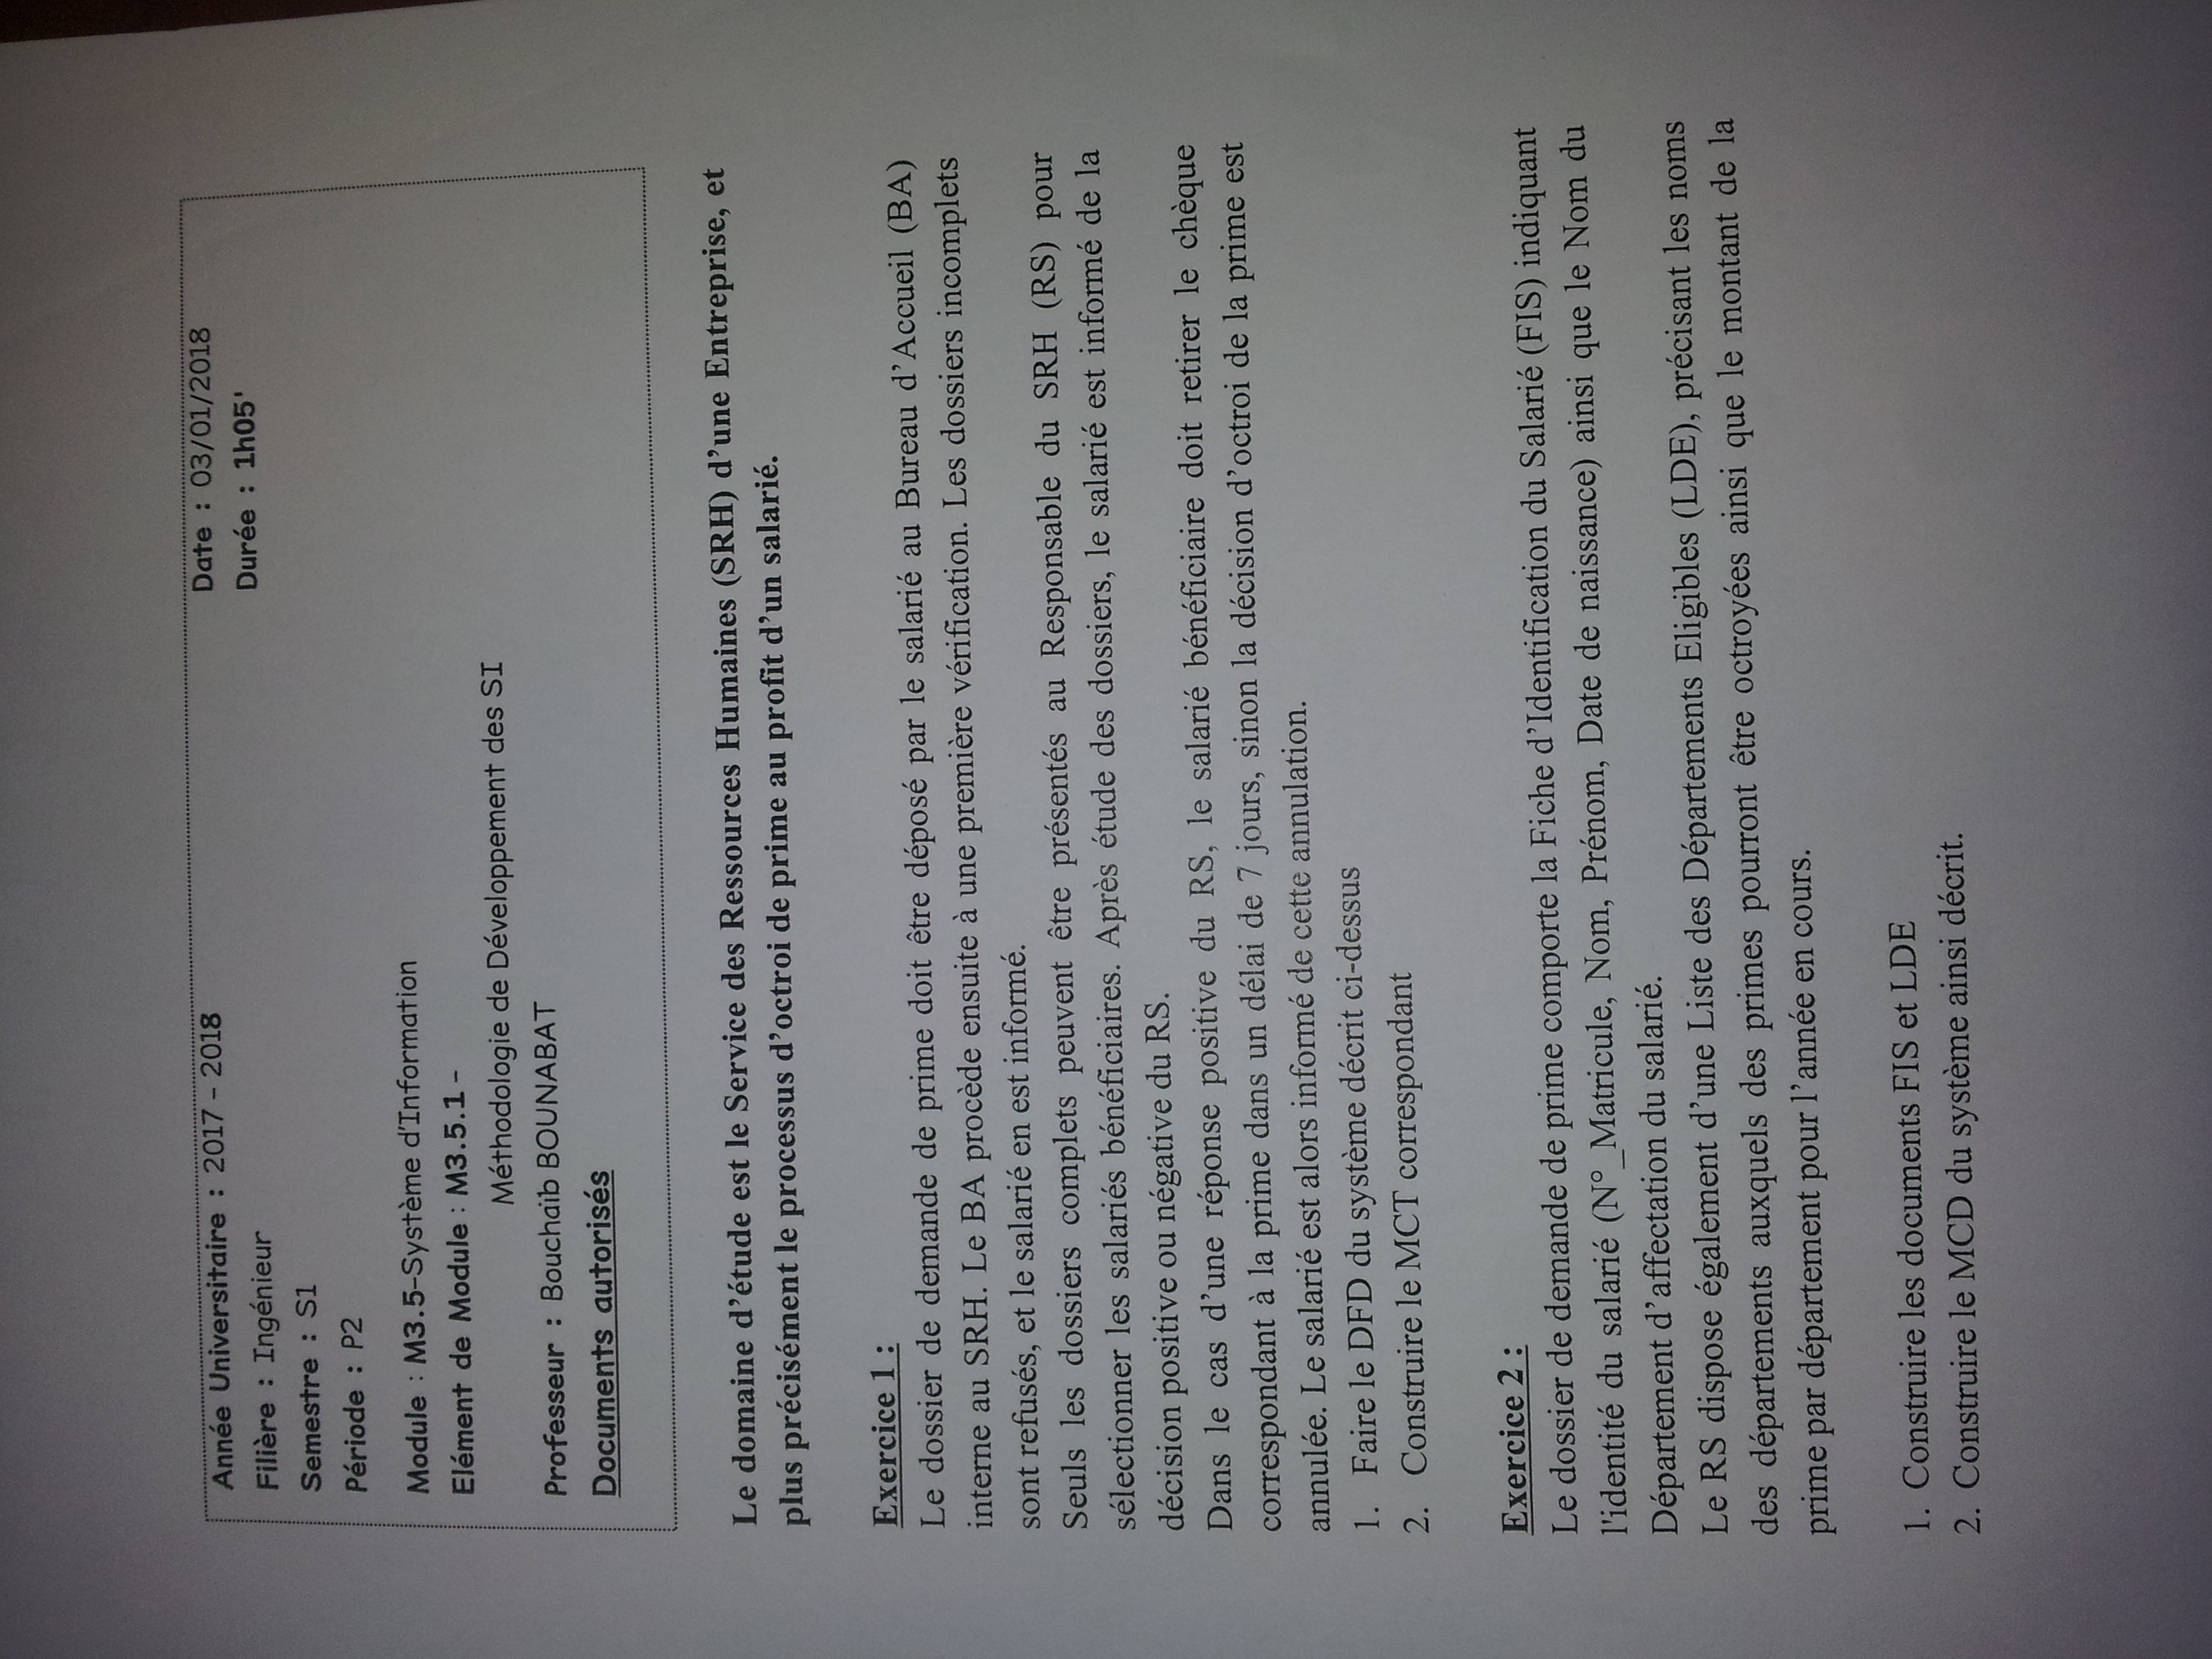 Année Universitaire : 2017 - 2018
Date : 03/01/2018
Filière : Ingénieur
Durée : 1h05'
Semestre : S1
Période : P2
Module : M3.5-Système d'Information
Elément de Module : M3.5.1 -
Méthodologie de Développement des SI
Professeur : Bouchaïb BOUNABAT
Documents autorisés
Le domaine d'étude est le Service des Ressources Humaines (SRH) d'une Entreprise, et
plus précisément le processus d'octroi de prime au profit d'un salarié.
Exercice 1 :
Le dossier de demande de prime doit être déposé par le salarié au Bureau d'Accueil (BA)
interne au SRH. Le BA procède ensuite à une première vérification. Les dossiers incomplets
sont refusés, et le salarié en est informé.
Seuls les dossiers complets peuvent être présentés au Responsable du SRH (RS) pour
sélectionner les salariés bénéficiaires. Après étude des dossiers, le salarié est informé de la
décision positive ou négative du RS.
Dans le cas d'une réponse positive du RS, le salarié bénéficiaire doit retirer le chèque
correspondant à la prime dans un délai de 7 jours, sinon la décision d'octroi de la prime est
annulée. Le salarié est alors informé de cette annulation.
1. Faire le DFD du système décrit ci-dessus
2. Construire le MCT correspondant
Exercice 2 :
Le dossier de demande de prime comporte la Fiche d'Identification du Salarié (FIS) indiquant
l'identité du salarié (N°_Matricule, Nom, Prénom, Date de naissance) ainsi que le Nom du
Département d'affectation du salarié.
Le RS dispose également d'une Liste des Départements Eligibles (LDE), précisant les noms
des départements auxquels des primes pourront être octroyées ainsi que le montant de la
prime par département pour l'année en cours.
1. Construire les documents FIS et LDE
2. Construire le MCD du système ainsi décrit.